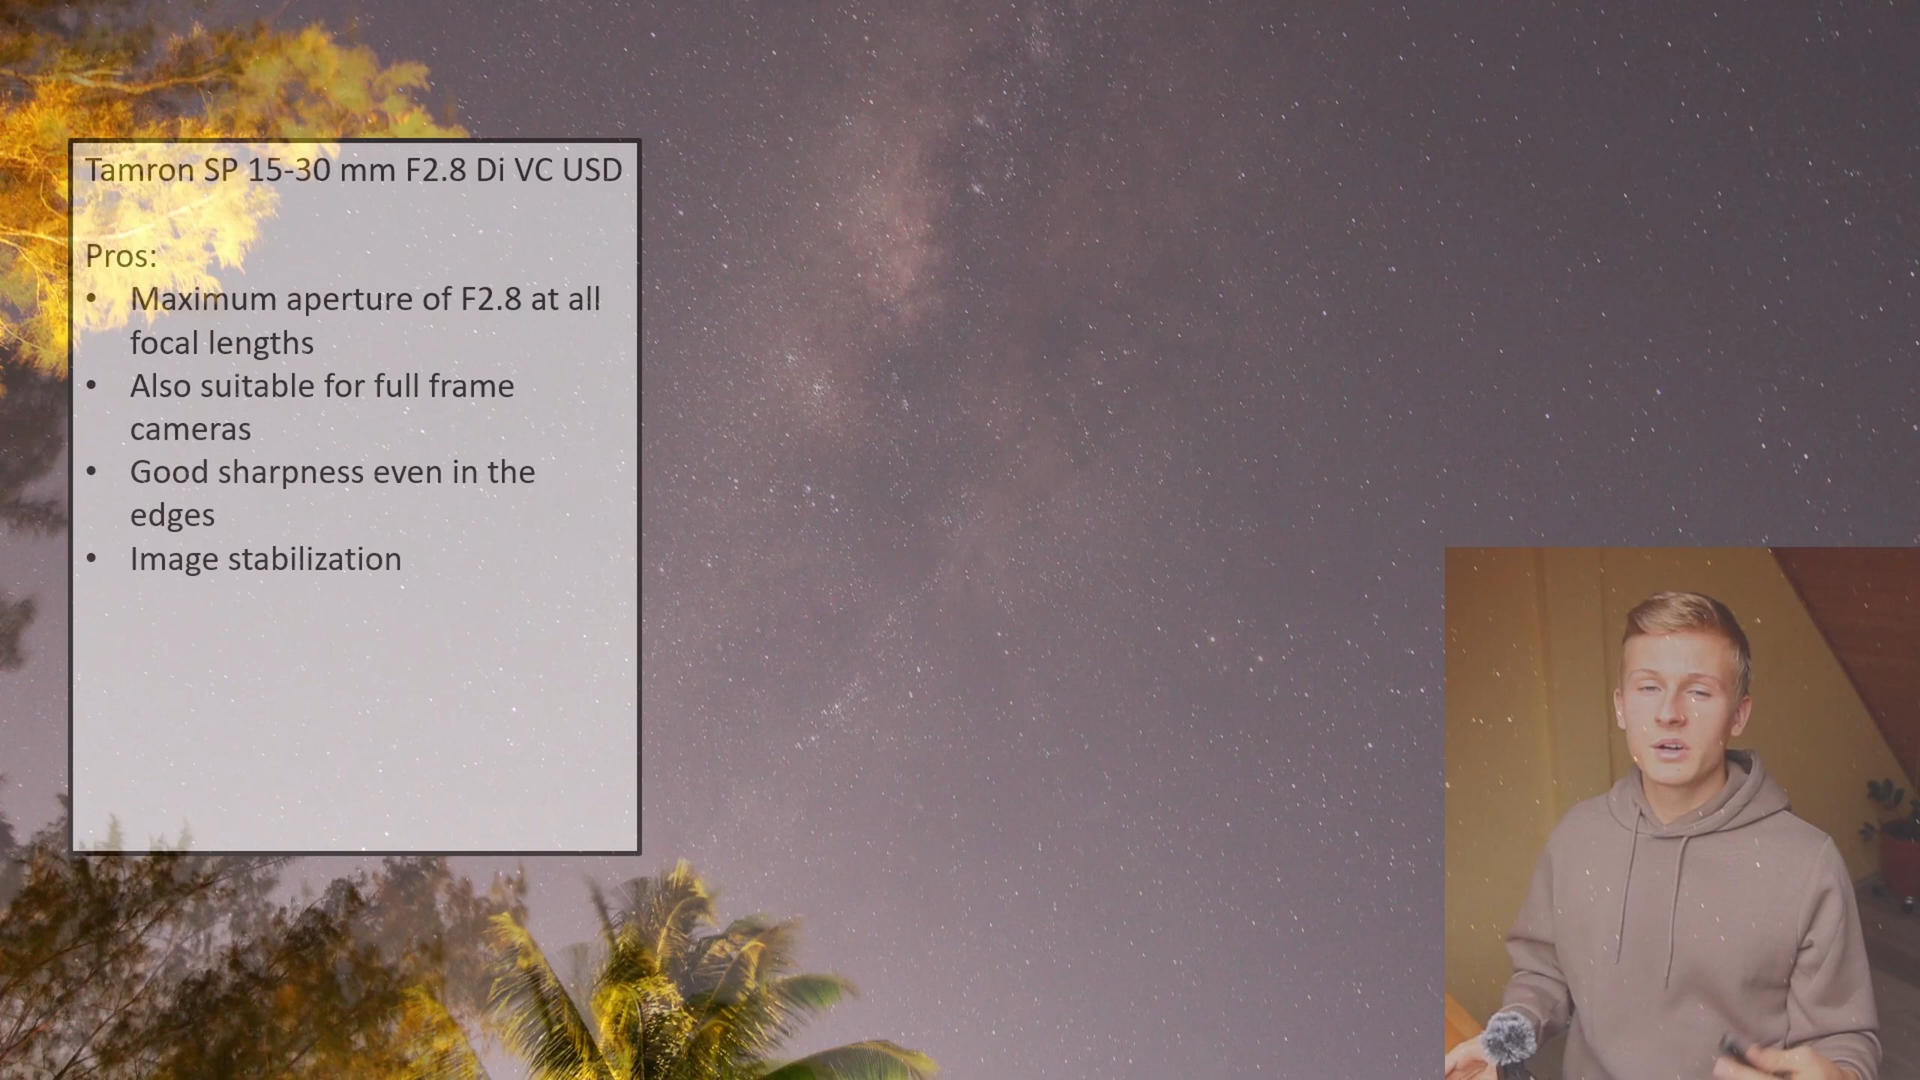 Tamron SP 15-30 mm F2.8 Di VC USD
Pros:
• Maximum aperture of F2.8 at all
focal lengths
• Also suitable for full frame
cameras
• Good sharpness even in the
edges
• Image stabilization